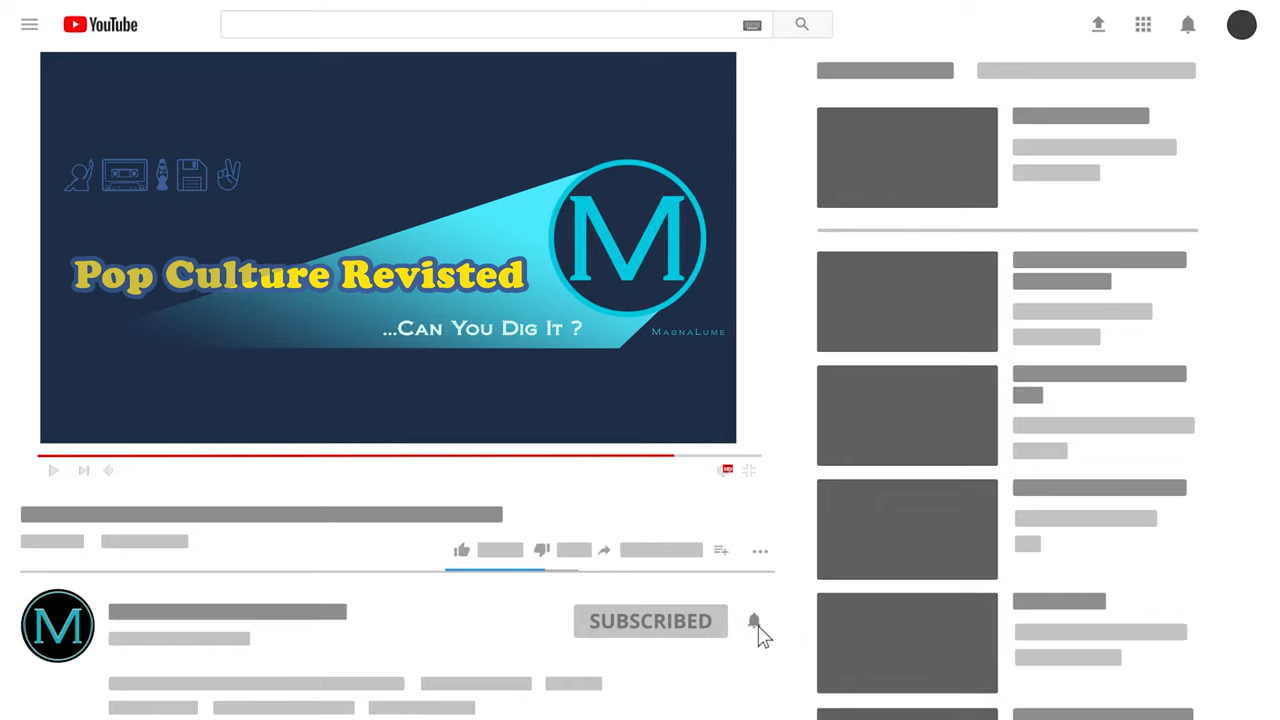 YouTube
Pop Culture Revisted
...Can You Dig It ?
MagnaLume
M
M
SUBSCRIBED